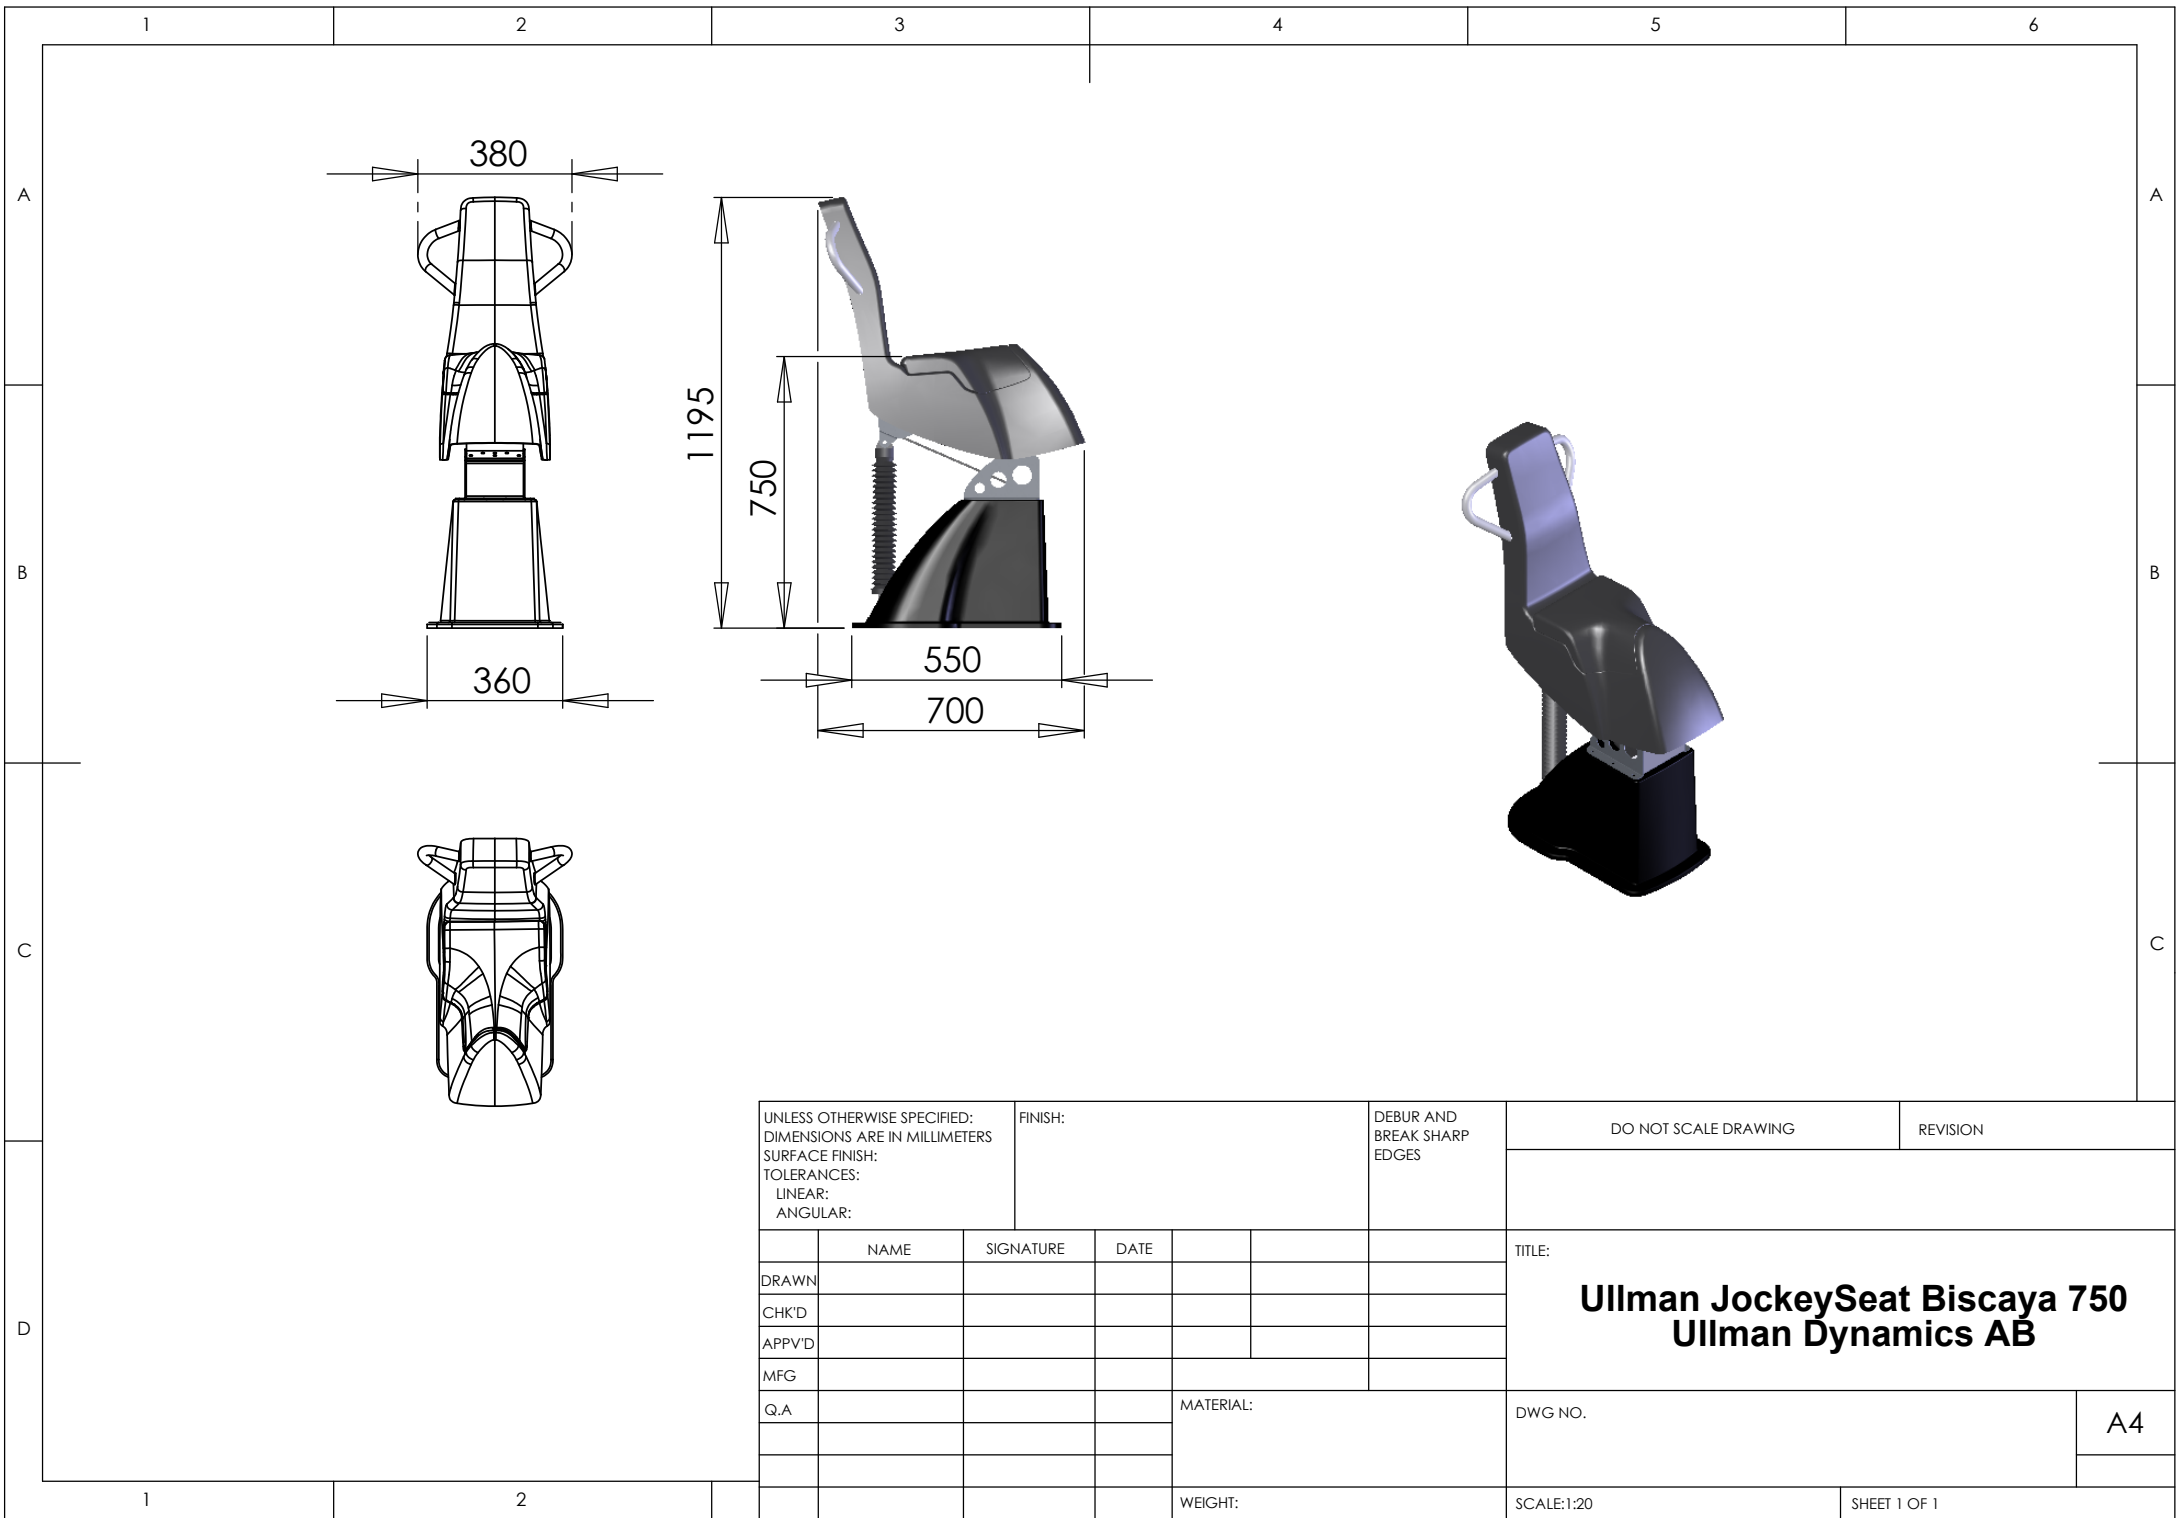 1 2 3 4 5 6
A A
B B
C C
D
380
1195
750
360
550
700
UNLESS OTHERWISE SPECIFIED:
DIMENSIONS ARE IN MILLIMETERS
SURFACE FINISH:
TOLERANCES:
LINEAR:
ANGULAR:
FINISH:
DEBUR AND
BREAK SHARP
EDGES
DO NOT SCALE DRAWING
REVISION
NAME SIGNATURE DATE
DRAWN
CHK'D
APPV'D
MFG
Q.A
TITLE:
Ullman JockeySeat Biscaya 750
Ullman Dynamics AB
MATERIAL:
DWG NO.
A4
WEIGHT:
SCALE:1:20
SHEET 1 OF 1
1 2